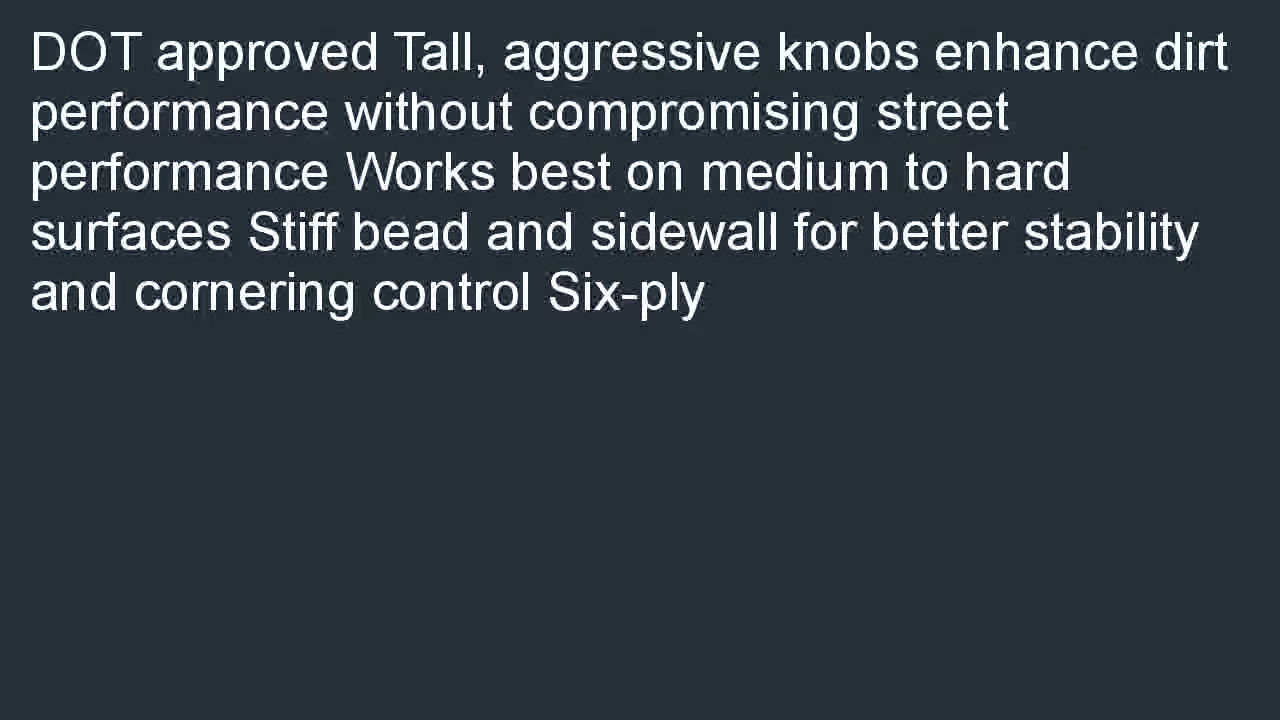 DOT approved Tall, aggressive knobs enhance dirt
performance without compromising street
performance Works best on medium to hard
surfaces Stiff bead and sidewall for better stability
and cornering control Six-ply